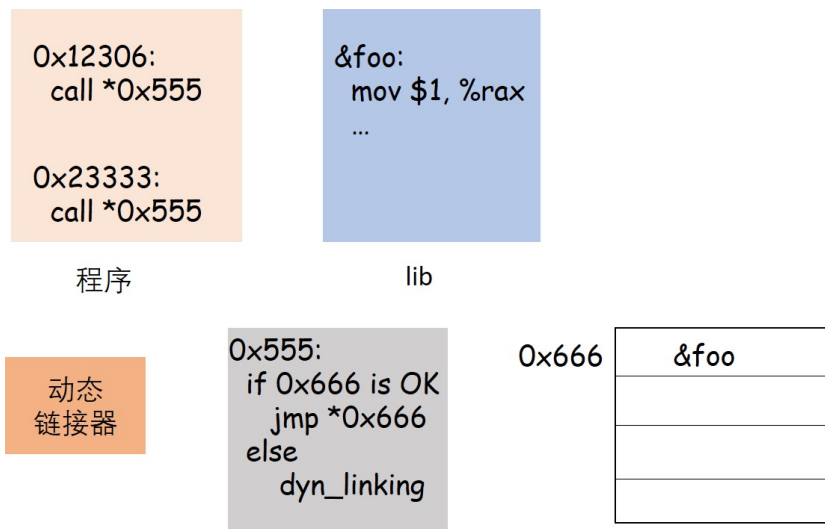 0x12306:
call *0x555
0x23333:
call *0x555
程序
&foo:
mov $1, %rax
...
lib
动态
链接器
0x555:
if 0x666 is OK
jmp *0x666
else
dyn_linking
0x666
&foo